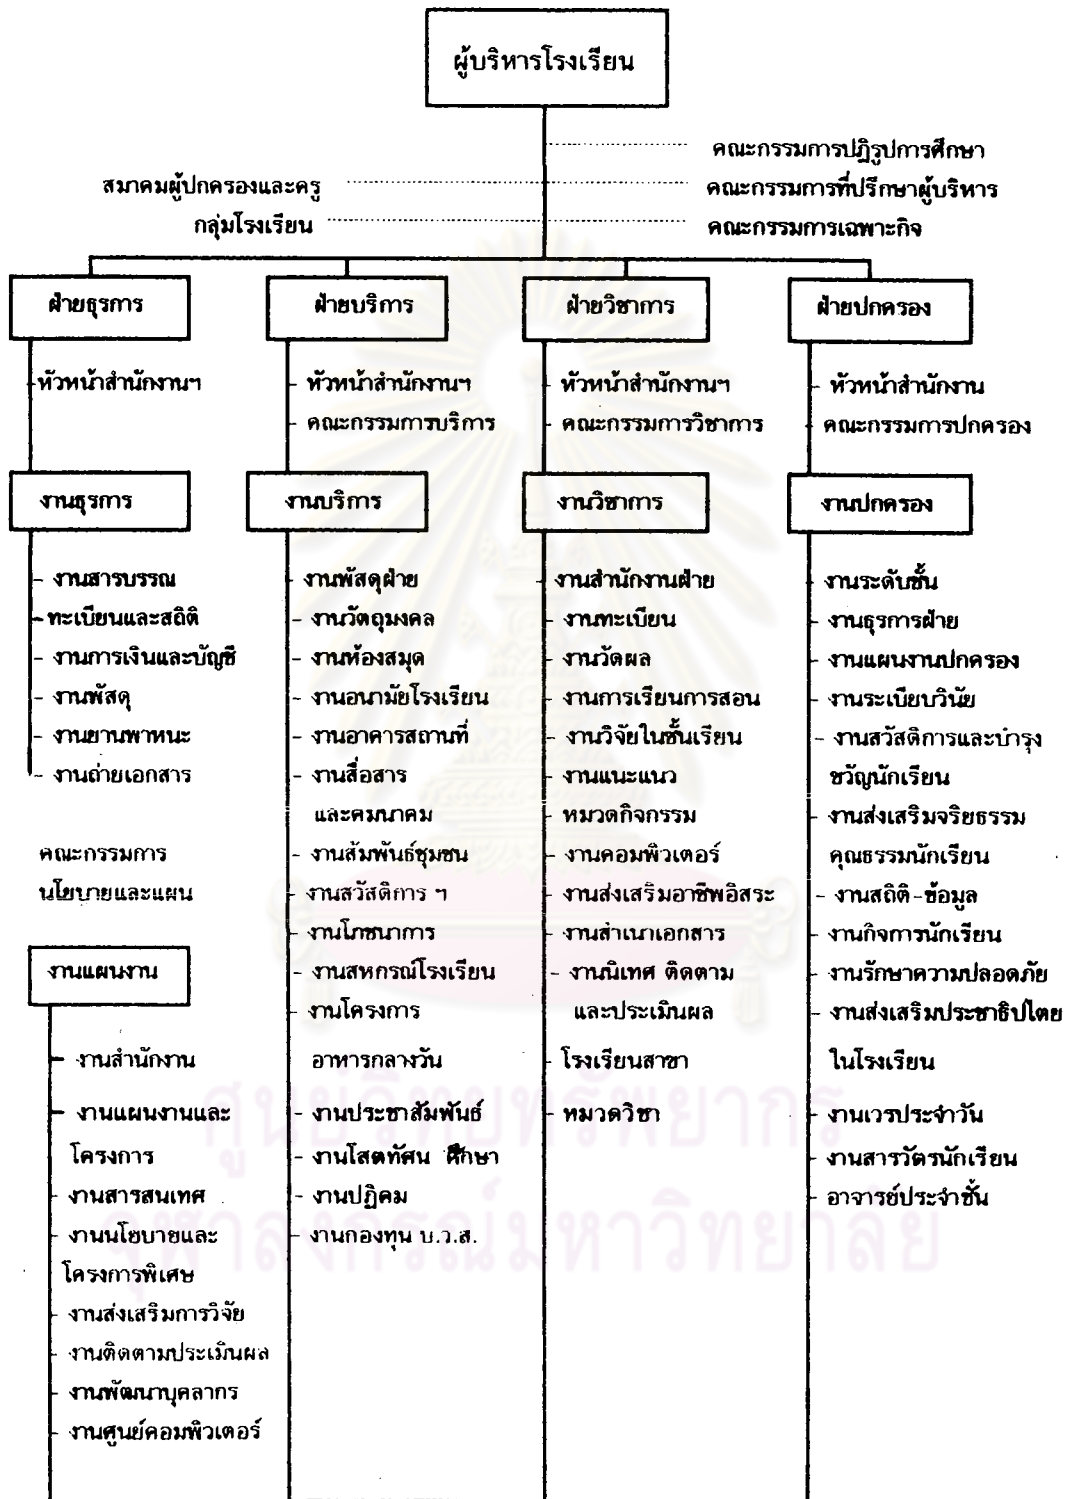 ผู้บริหารโรงเรียน
คณะกรรมการปฏิรูปการศึกษา
สมาคมผู้ปกครองและครู
คณะกรรมการที่ปรึกษาผู้บริหาร
กลุ่มโรงเรียน
คณะกรรมการเฉพาะกิจ
ฝ่ายธุรการ
-หัวหน้าสำนักงานฯ
งานธุรการ
- งานสารบรรณ
- ทะเบียนและสถิติ
- งานการเงินและบัญชี
- งานพัสดุ
- งานยานพาหนะ
- งานถ่ายเอกสาร
คณะกรรมการ
นโยบายและแผน
งานแผนงาน
- งานสำนักงาน
- งานแผนงานและ
โครงการ
- งานสารสนเทศ
- งานนโยบายและ
โครงการพิเศษ
- งานส่งเสริมการวิจัย
- งานติดตามประเมินผล
- งานพัฒนาบุคลากร
- งานศูนย์คอมพิวเตอร์
ฝ่ายบริการ
- หัวหน้าสำนักงานฯ
- คณะกรรมการบริการ
งานบริการ
- งานพัสดุฝ่าย
- งานวัตถุมงคล
- งานห้องสมุด
- งานอนามัยโรงเรียน
- งานอาคารสถานที่
- งานสื่อสาร
และคมนาคม
- งานสัมพันธ์ชุมชน
- งานสวัสดิการ ฯ
- งานโภชนาการ
- งานสหกรณ์โรงเรียน
- งานโครงการ
อาหารกลางวัน
- งานประชาสัมพันธ์
- งานโสตทัศน ศึกษา
- งานปฏิคม
- งานกองทุน บ.ว.ส.
ฝ่ายวิชาการ
- หัวหน้าสำนักงานฯ
- คณะกรรมการวิชาการ
งานวิชาการ
- งานสำนักงานฝ่าย
- งานทะเบียน
- งานวัดผล
- งานการเรียนการสอน
- งานวิจัยในชั้นเรียน
- งานแนะแนว
- หมวดกิจกรรม
- งานคอมพิวเตอร์
- งานส่งเสริมอาชีพอิสระ
- งานสำเนาเอกสาร
- งานนิเทศ ติดตาม
และประเมินผล
- โรงเรียนสาขา
- หมวดวิชา
ฝ่ายปกครอง
- หัวหน้าสำนักงาน
- คณะกรรมการปกครอง
งานปกครอง
- งานระดับชั้น
- งานธุรการฝ่าย
- งานแผนงานปกครอง
- งานระเบียบวินัย
- งานสวัสดิการและบำรุง
ขวัญนักเรียน
- งานส่งเสริมจริยธรรม
คุณธรรมนักเรียน
- งานสถิติ-ข้อมูล
- งานกิจการนักเรียน
- งานรักษาความปลอดภัย
- งานส่งเสริมประชาธิปไตย
ในโรงเรียน
- งานเวรประจำวัน
- งานสารวัตรนักเรียน
- อาจารย์ประจำชั้น
ศูนย์วิทยทรัพยากร
จุฬาลงกรณ์มหาวิทยาลัย